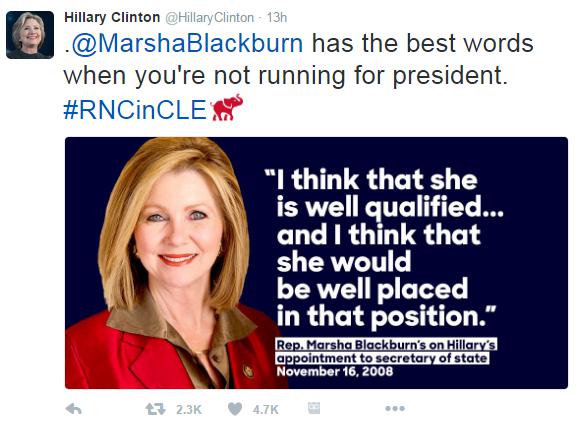 Hillary Clinton @HillaryClinton · 13h
.@MarshaBlackburn has the best words
when you're not running for president.
#RNCinCLE
"I think that she
is well qualified...
and I think that
she would
be well placed
in that position."
Rep. Marsha Blackburn's on Hillary's
appointment to secretary of state
November 16, 2008
2.3K 4.7K